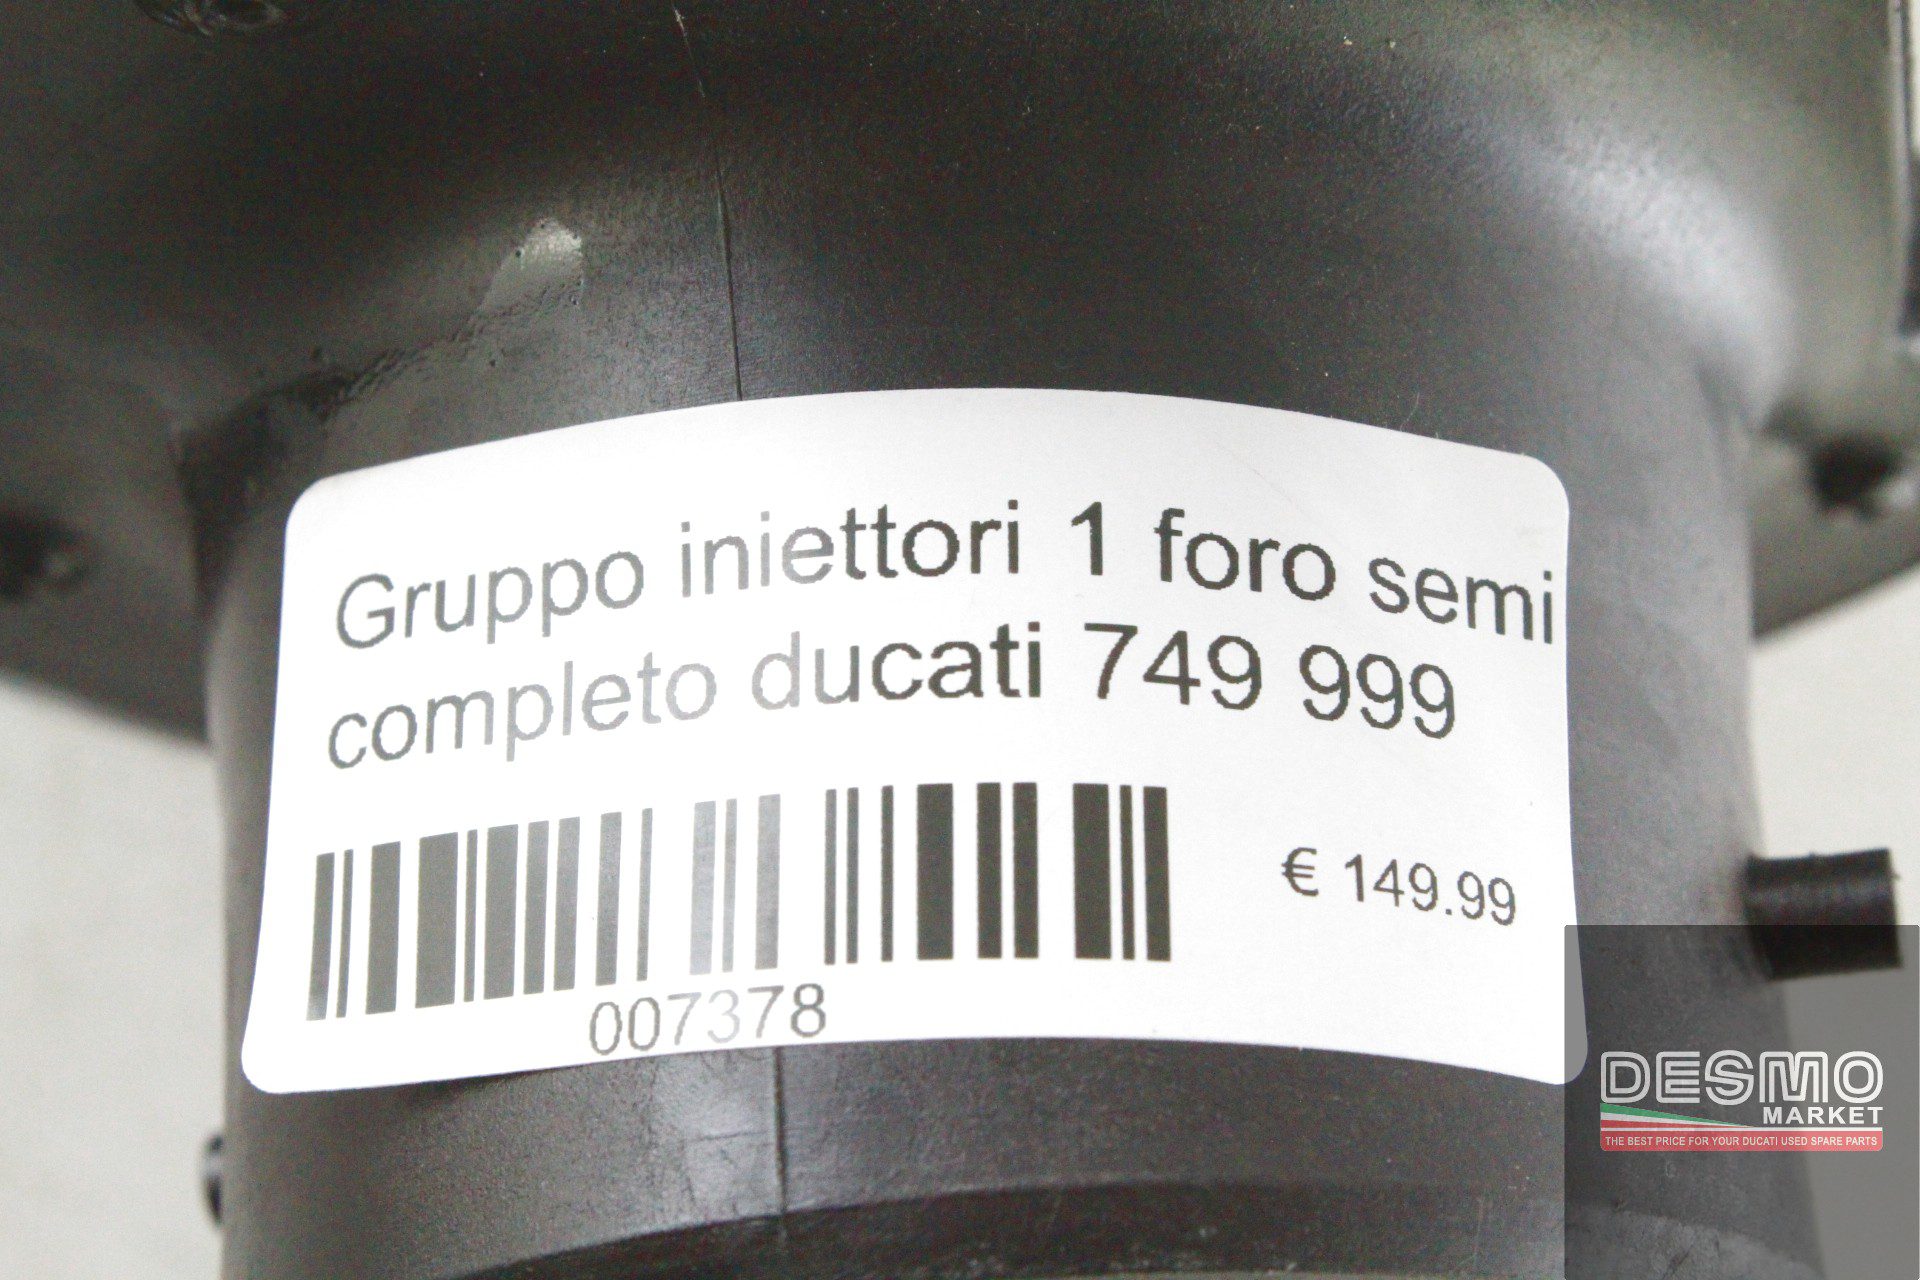 Gruppo iniettori 1 foro semi
completo ducati 749 999
€ 149.99
007378
DESMO
MARKET
THE BEST PRICE FOR YOUR DUCATI USED SPARE PARTS